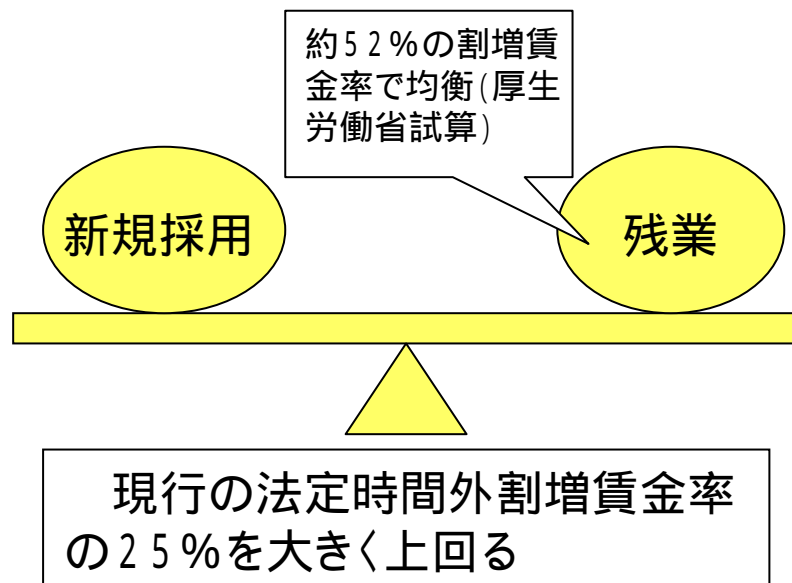 約52%の割増賃
金率で均衡(厚生
労働省試算)
新規採用
残業
現行の法定時間外割増賃金率
の25%を大きく上回る